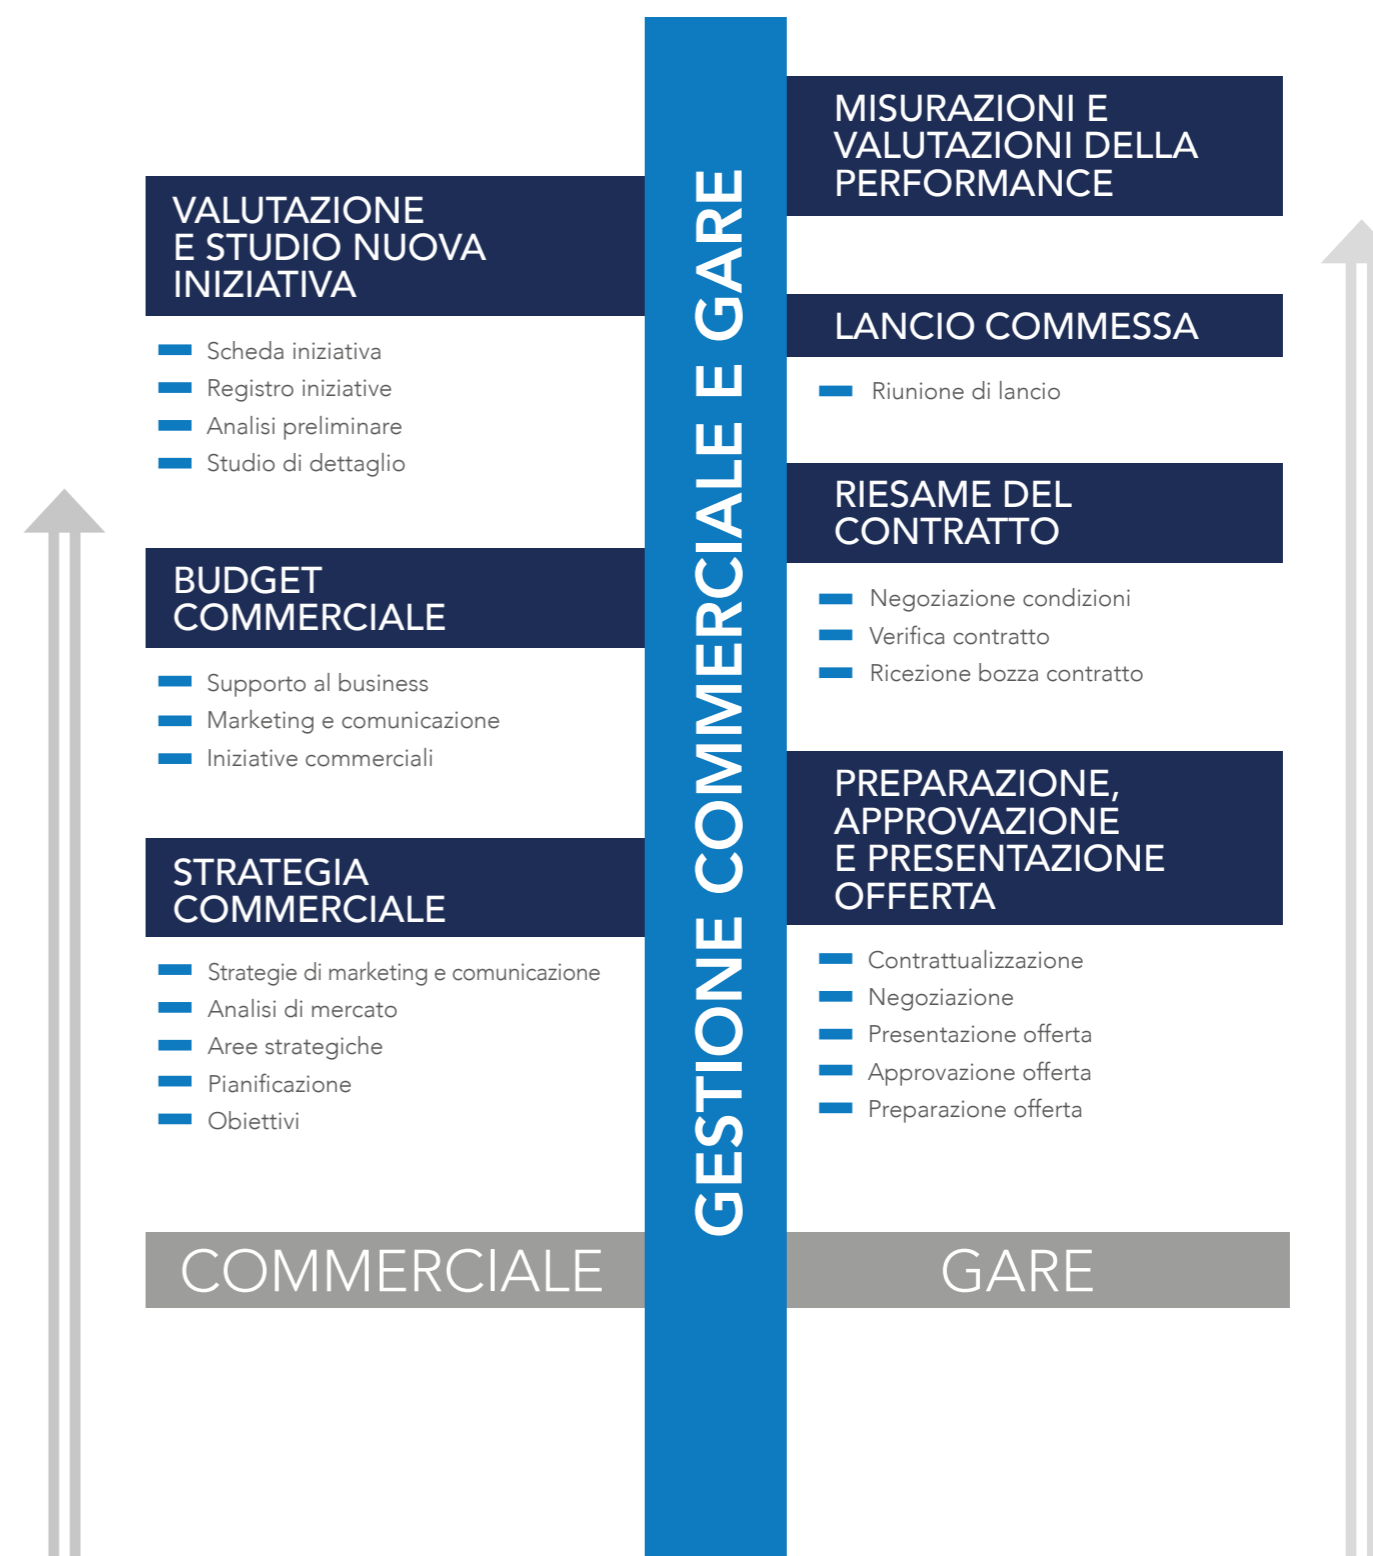 VALUTAZIONE
E STUDIO NUOVA
INIZIATIVA
Scheda iniziativa
Registro iniziative
Analisi preliminare
Studio di dettaglio
BUDGET
COMMERCIALE
Supporto al business
Marketing e comunicazione
Iniziative commerciali
STRATEGIA
COMMERCIALE
Strategie di marketing e comunicazione
Analisi di mercato
Aree strategiche
Pianificazione
Obiettivi
COMMERCIALE
GESTIONE COMMERCIALE E GARE
MISURAZIONI E
VALUTAZIONI DELLA
PERFORMANCE
LANCIO COMMESSA
Riunione di lancio
RIESAME DEL
CONTRATTO
Negoziazione condizioni
Verifica contratto
Ricezione bozza contratto
PREPARAZIONE,
APPROVAZIONE
E PRESENTAZIONE
OFFERTA
Contrattualizzazione
Negoziazione
Presentazione offerta
Approvazione offerta
Preparazione offerta
GARE